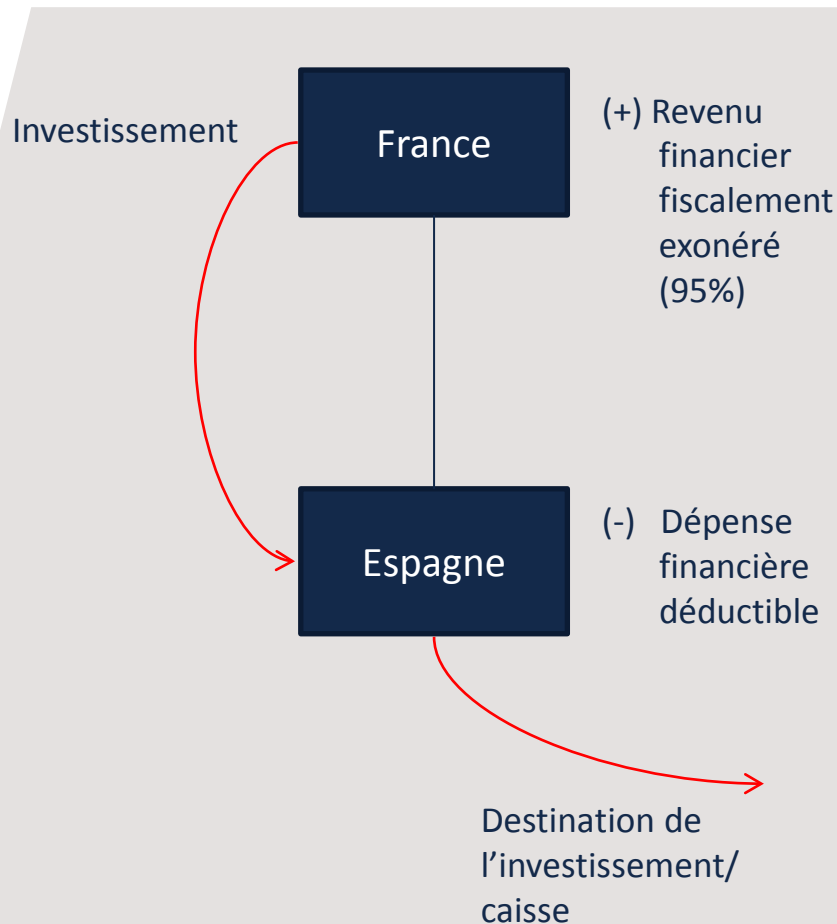 Investissement
France
(+) Revenu
financier
fiscalement
exonéré
(95%)
Espagne
(-) Dépense
financière
déductible
Destination de
l’investissement/
caisse